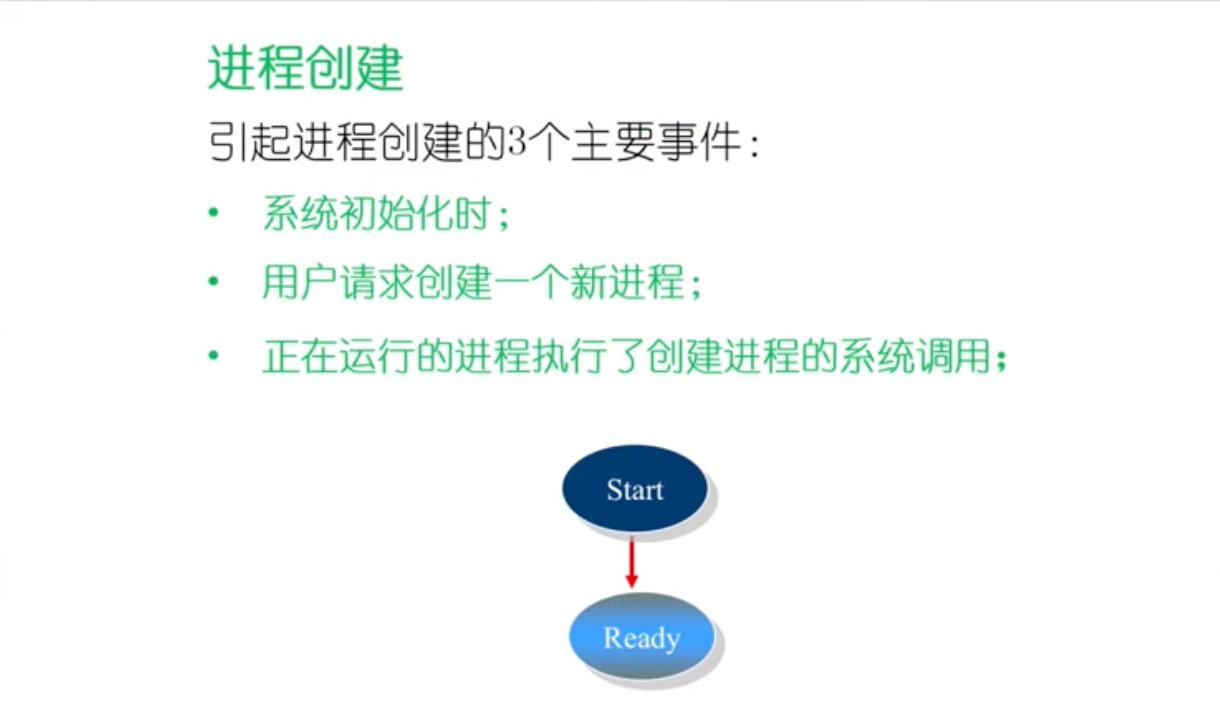 进程创建
引起进程创建的3个主要事件：
• 系统初始化时；
• 用户请求创建一个新进程；
• 正在运行的进程执行了创建进程的系统调用；
Start
Ready